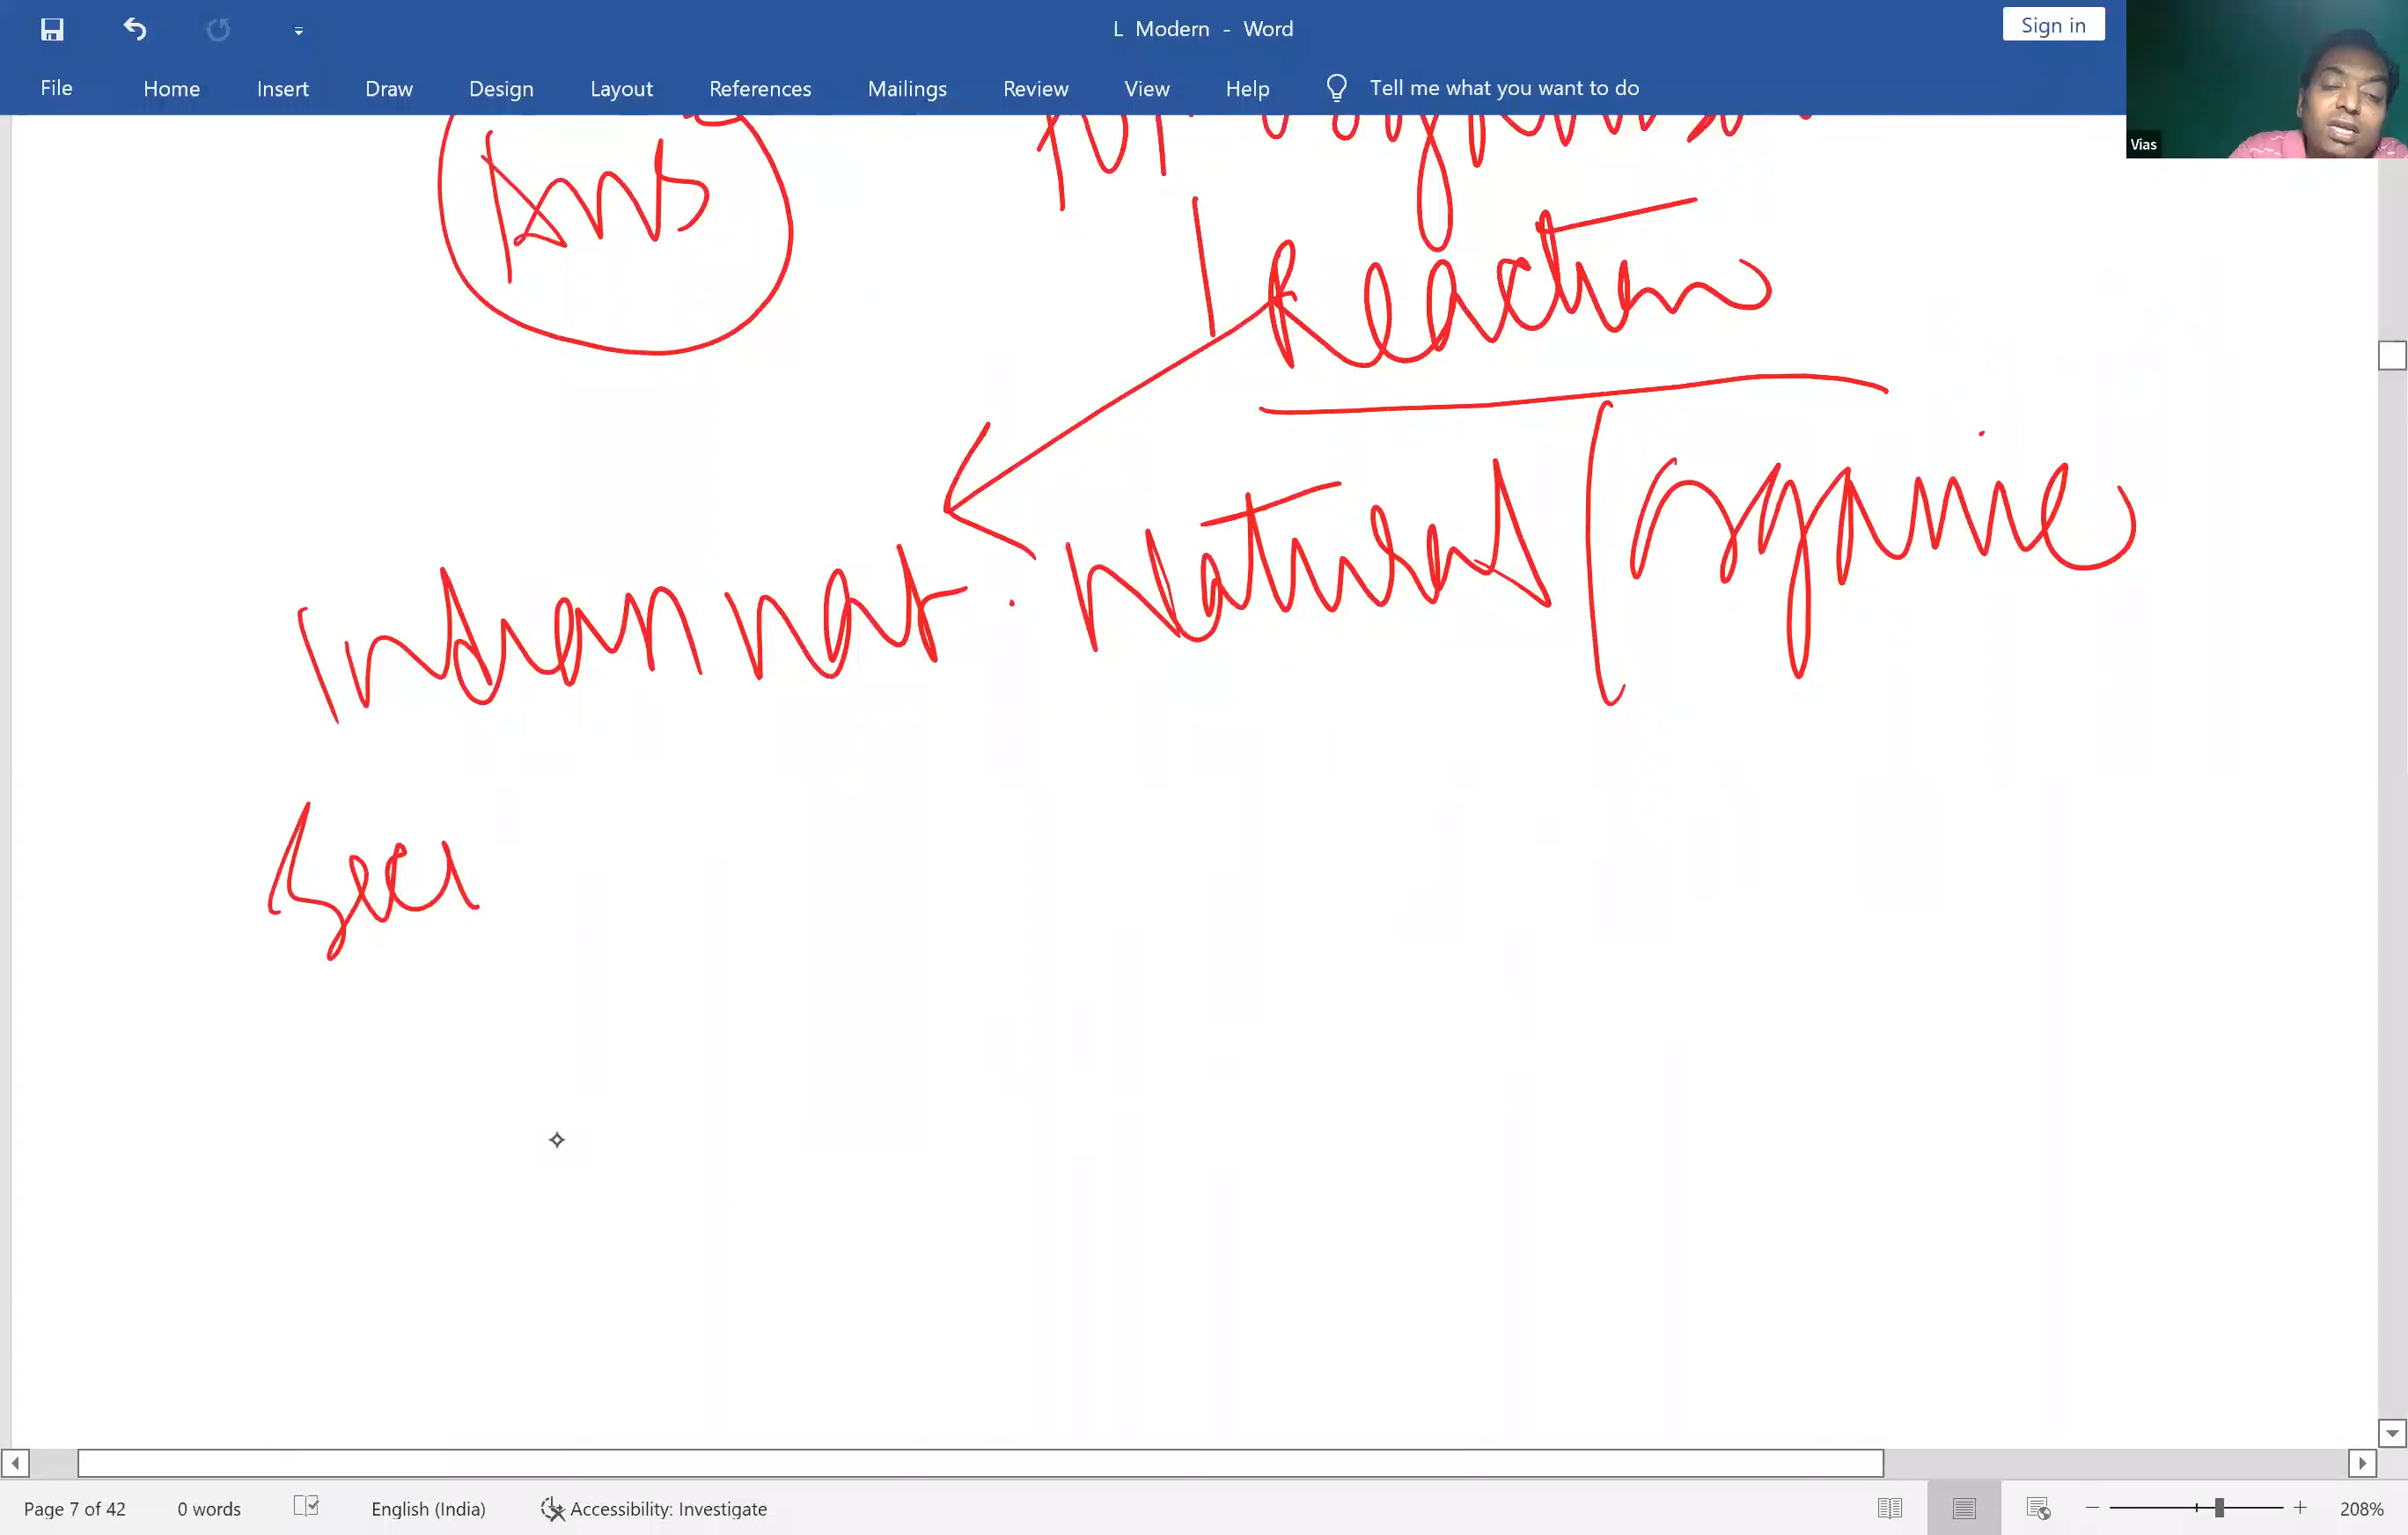 L Modern - Word
Sign in
File Home Insert Draw Design Layout References Mailings Review View Help Tell me what you want to do
Vias
Ans
Reaction
Indian nat. Natural (organic
Page 7 of 42 0 words English (India) Accessibility: Investigate 208%